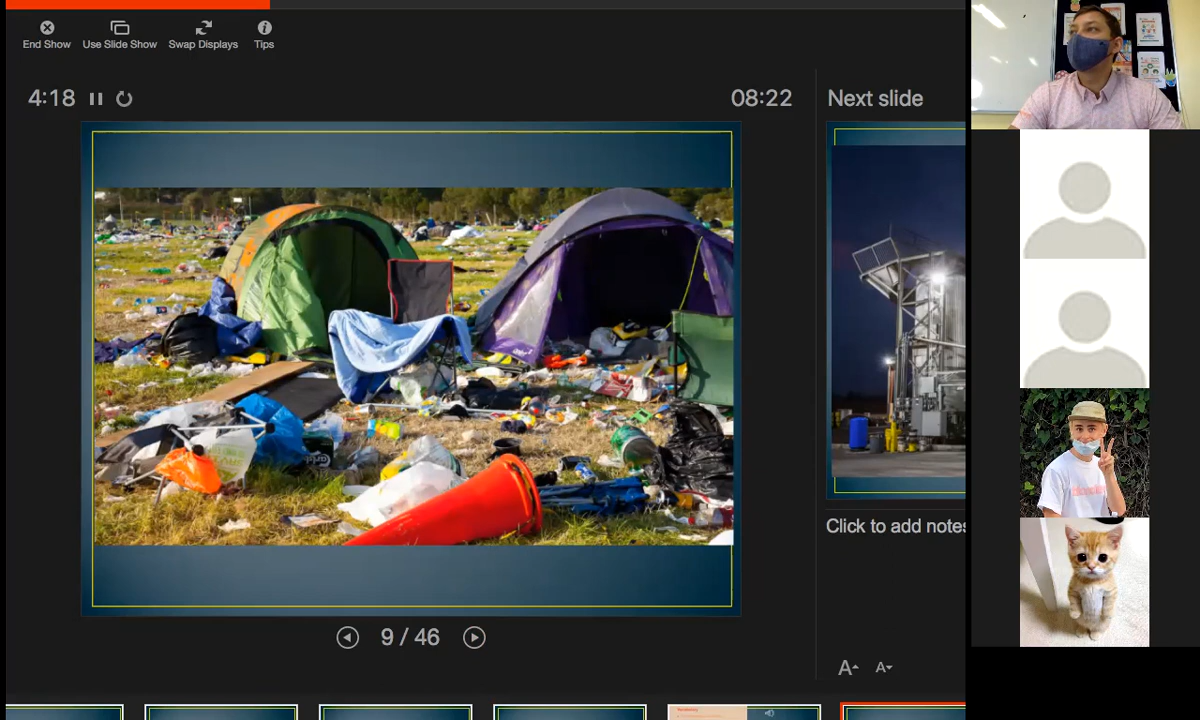 End Show
Use Slide Show
Swap Displays
Tips
4:18
08:22
Next slide
Click to add notes
9 / 46
A
A